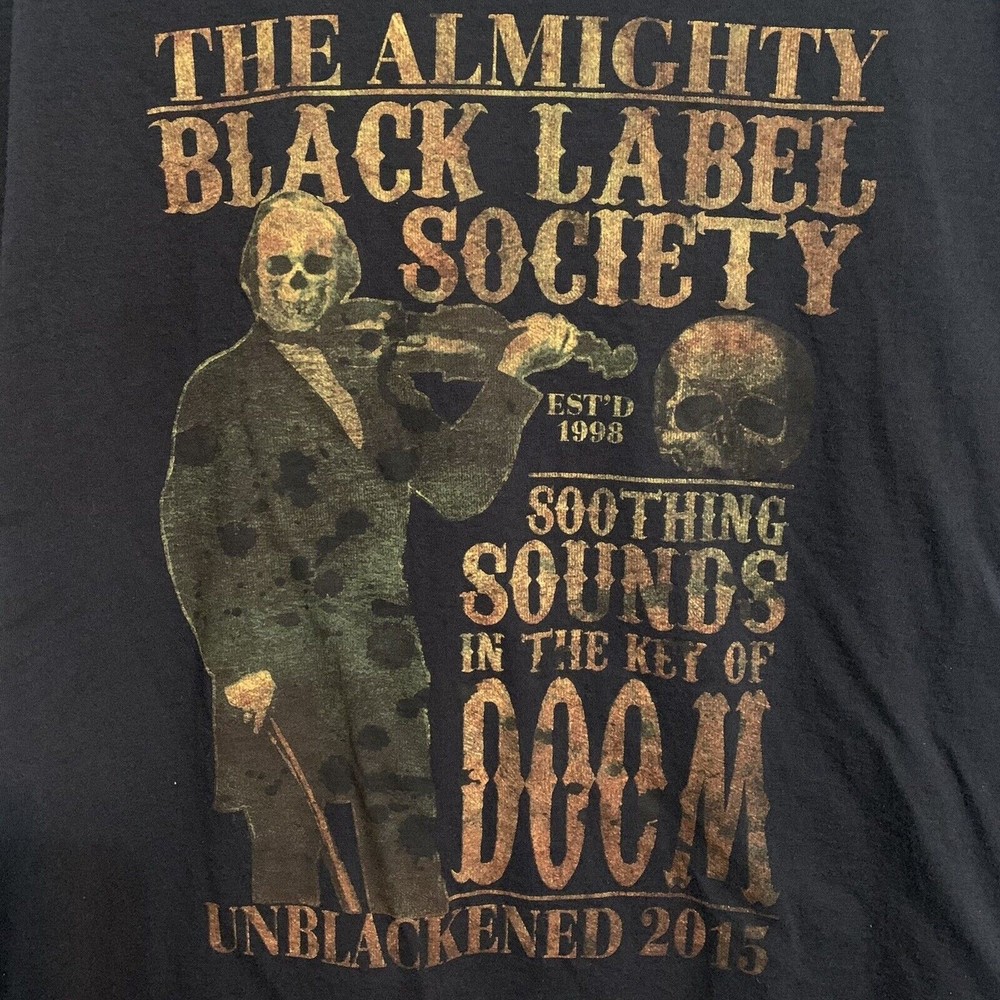 THE ALMIGHTY
BLACK LABEL
SOCIETY
EST'D
1998
SOOTHING
SOUNDS
IN THE KEY OF
DOOM
UNBLACKENED 2015